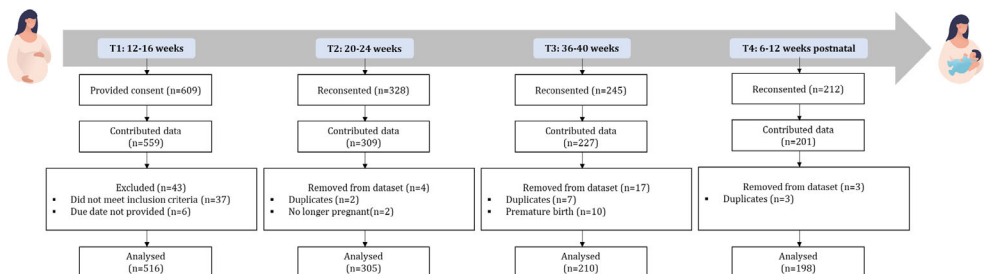 T1: 12-16 weeks
T2: 20-24 weeks
T3: 36-40 weeks
T4: 6-12 weeks postnatal
Provided consent (n=609)
Reconsented (n=328)
Reconsented (n=245)
Reconsented (n=212)
Contributed data
(n=559)
Contributed data
(n=309)
Contributed data
(n=227)
Contributed data
(n=201)
Excluded (n=43)
▪ Did not meet inclusion criteria (n=37)
▪ Due date not provided (n=6)
Removed from dataset (n=4)
▪ Duplicates (n=2)
▪ No longer pregnant(n=2)
Removed from dataset (n=17)
▪ Duplicates (n=7)
▪ Premature birth (n=10)
Removed from dataset (n=3)
▪ Duplicates (n=3)
Analysed
(n=516)
Analysed
(n=305)
Analysed
(n=210)
Analysed
(n=198)